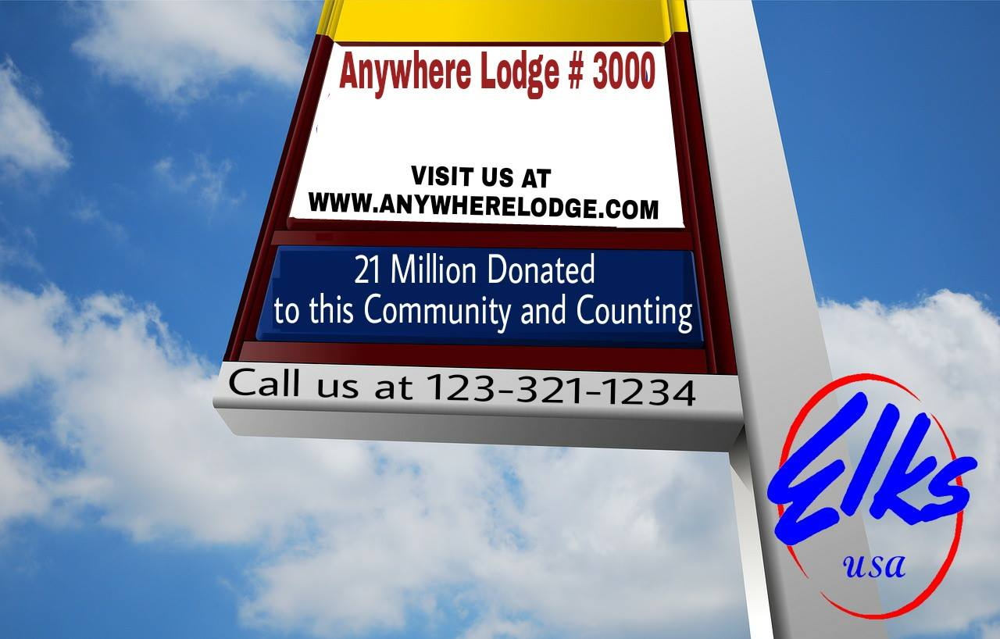 Anywhere Lodge # 3000
VISIT US AT
WWW.ANYWHERELODGE.COM
21 Million Donated
to this Community and Counting
Call us at 123-321-1234
Elks
usa